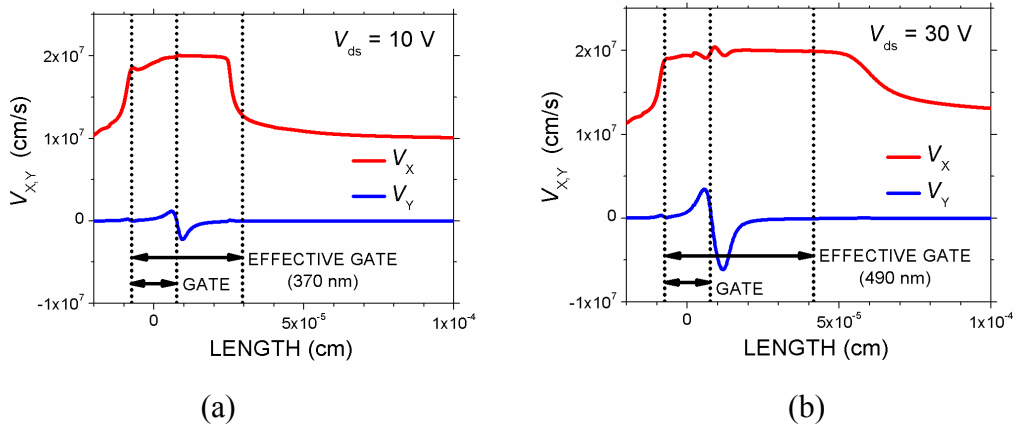 V_ds = 10 V
2x10^7
1x10^7
0
-1x10^7
V_X,Y (cm/s)
V_X
V_Y
EFFECTIVE GATE
(370 nm)
GATE
0 5x10^-5 1x10^-4
LENGTH (cm)
(a)
V_ds = 30 V
2x10^7
1x10^7
0
-1x10^7
V_X,Y (cm/s)
V_X
V_Y
EFFECTIVE GATE
(490 nm)
GATE
0 5x10^-5 1x10^-4
LENGTH (cm)
(b)